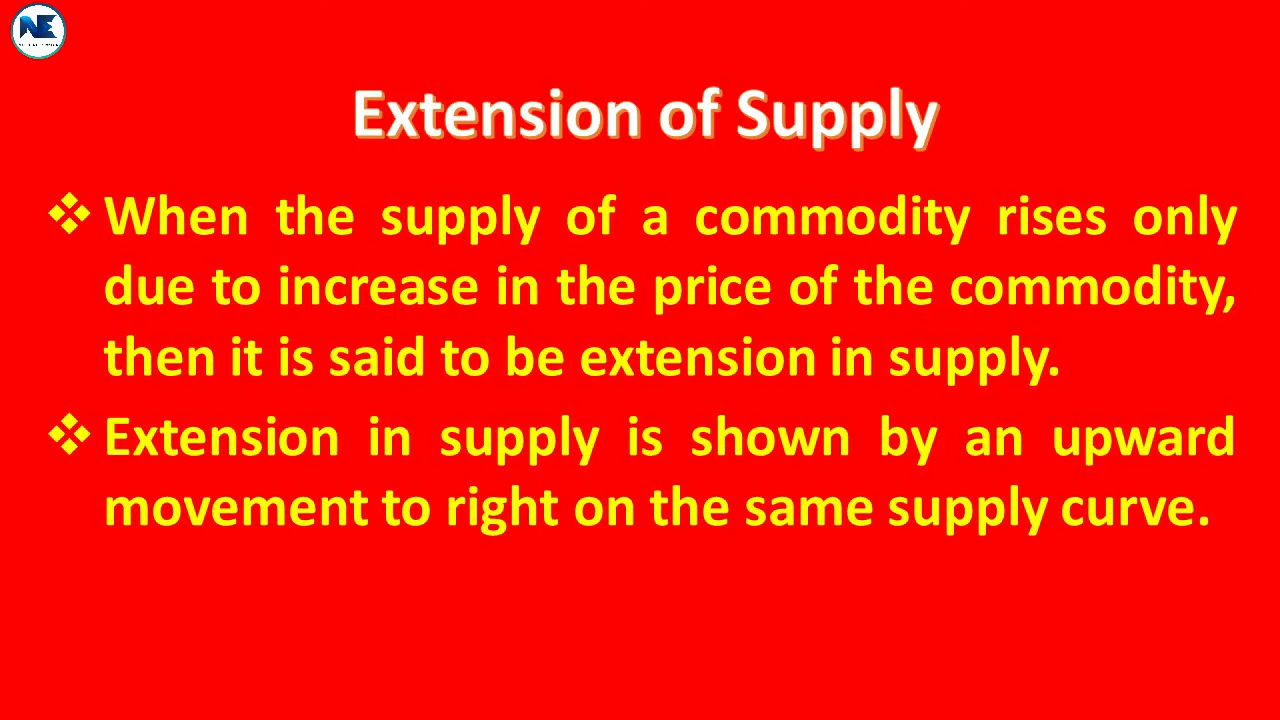 NE
Extension of Supply
When the supply of a commodity rises only
due to increase in the price of the commodity,
then it is said to be extension in supply.
Extension in supply is shown by an upward
movement to right on the same supply curve.